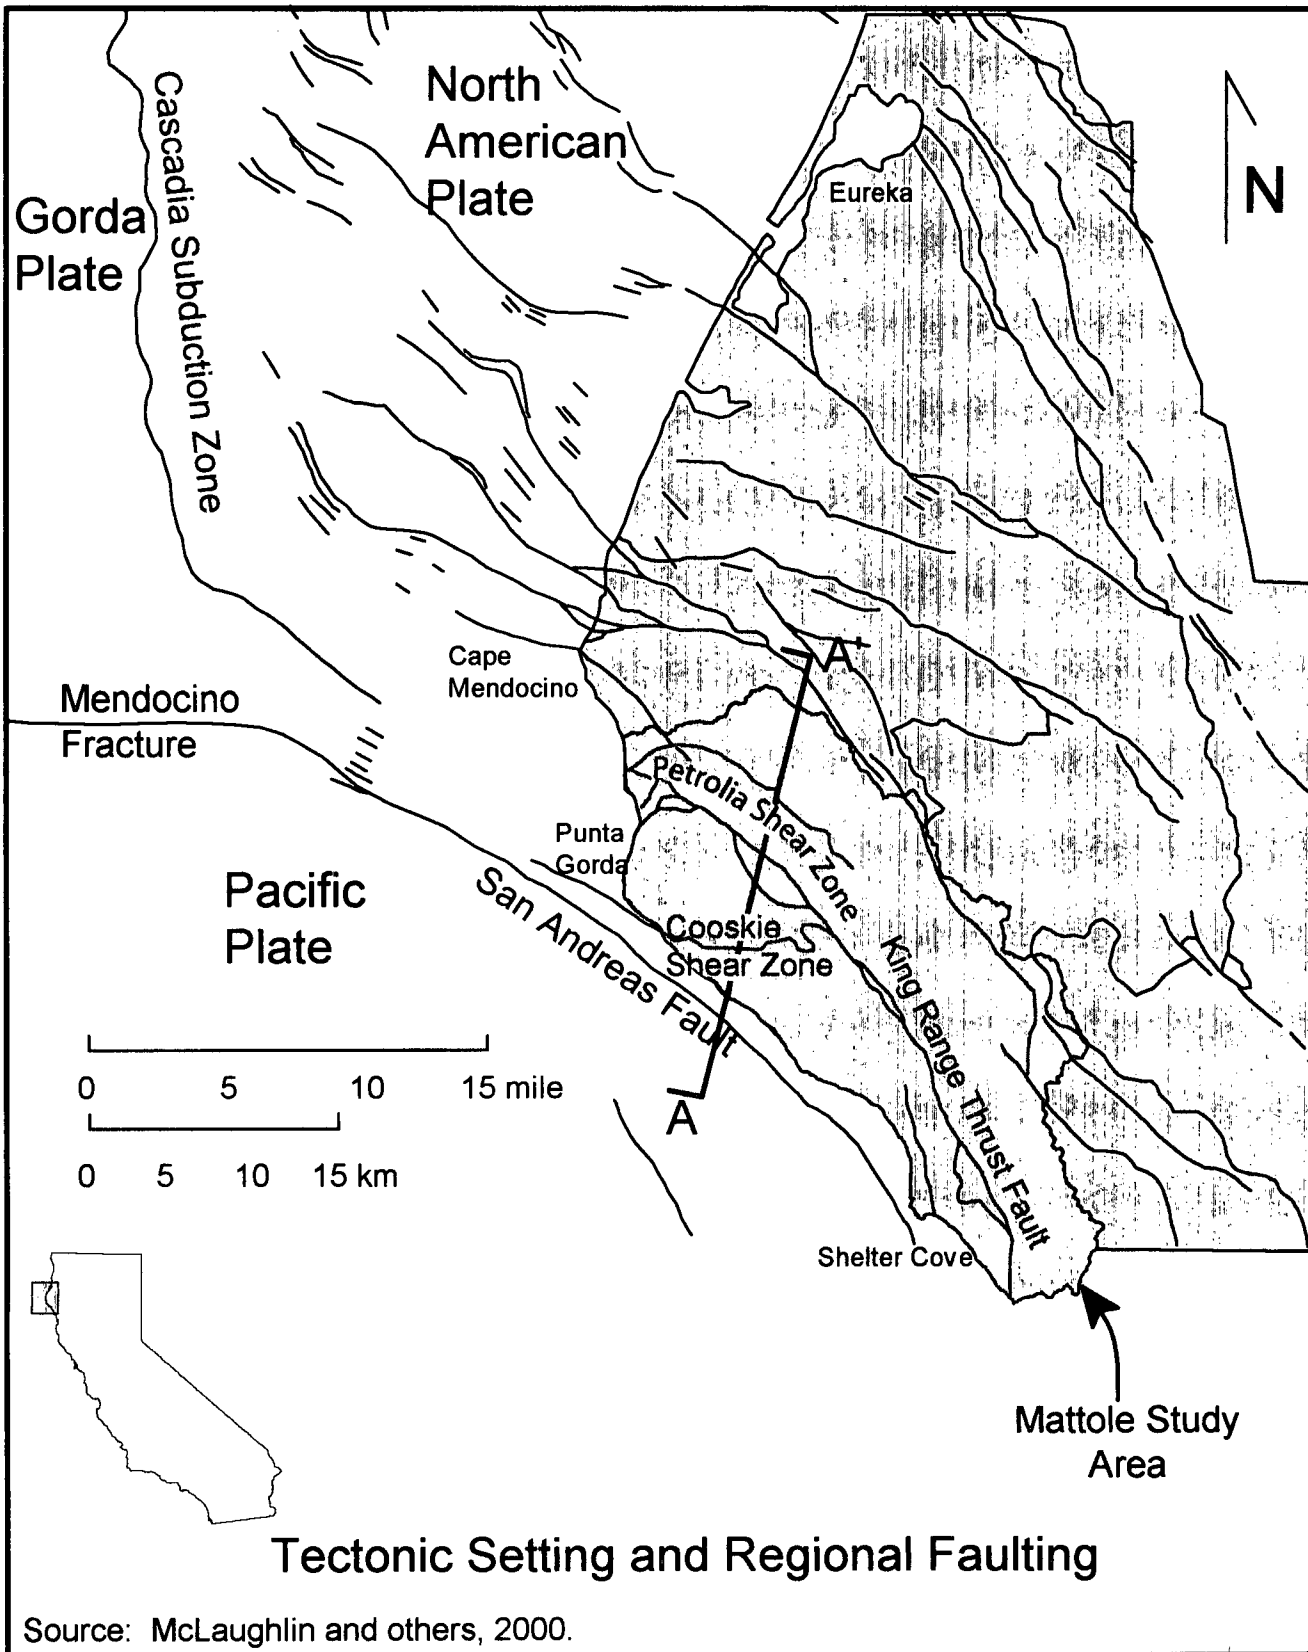 North
American
Plate
Cascadia Subduction Zone
Gorda
Plate
Eureka
N
Cape
Mendocino
A'
Mendocino
Fracture
Petrolia Shear Zone
Punta
Gorda
San Andreas Fault
Cooskie
Shear Zone
King Range Thrust Fault
Pacific
Plate
0 5 10 15 mile
A
0 5 10 15 km
Shelter Cove
Mattole Study
Area
Tectonic Setting and Regional Faulting
Source: McLaughlin and others, 2000.